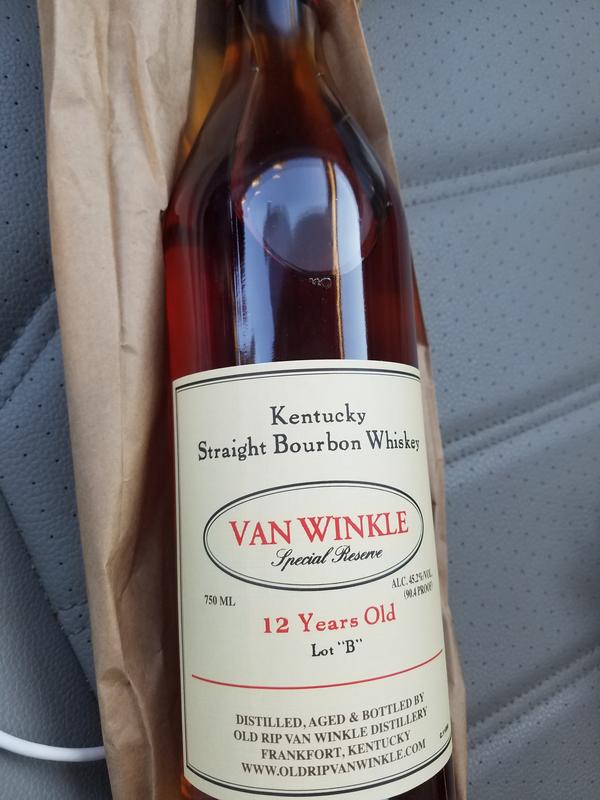 Kentucky
Straight Bourbon Whiskey
VAN WINKLE
Special Reserve
750 ML
ALC. 45.2%/VOL.
(90.4 PROOF)
12 Years Old
Lot "B"
DISTILLED, AGED & BOTTLED BY
OLD RIP VAN WINKLE DISTILLERY
FRANKFORT, KENTUCKY
WWW.OLDRIPVANWINKLE.COM